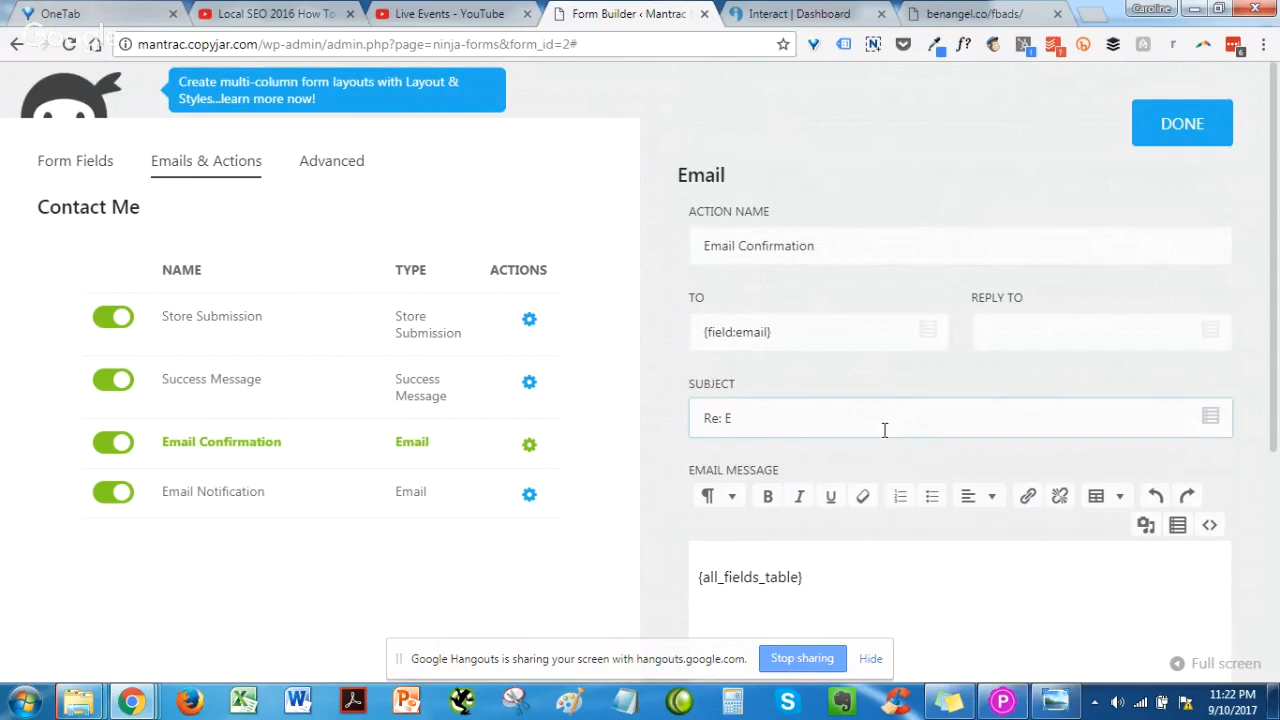 OneTab
Local SEO 2016 How To
Live Events - YouTube
Form Builder ‹ Mantrac
Interact | Dashboard
benangel.co/fbads/
Caroline
mantrac.copyjar.com/wp-admin/admin.php?page=ninja-forms&form_id=2#
Create multi-column form layouts with Layout &
Styles...learn more now!
DONE
Form Fields
Emails & Actions
Advanced
Contact Me
NAME
TYPE
ACTIONS
Store Submission
Store
Submission
Success Message
Success
Message
Email Confirmation
Email
Email Notification
Email
Email
ACTION NAME
Email Confirmation
TO
REPLY TO
{field:email}
SUBJECT
Re: E
EMAIL MESSAGE
{all_fields_table}
Google Hangouts is sharing your screen with hangouts.google.com.
Stop sharing
Hide
Full screen
11:22 PM
9/10/2017